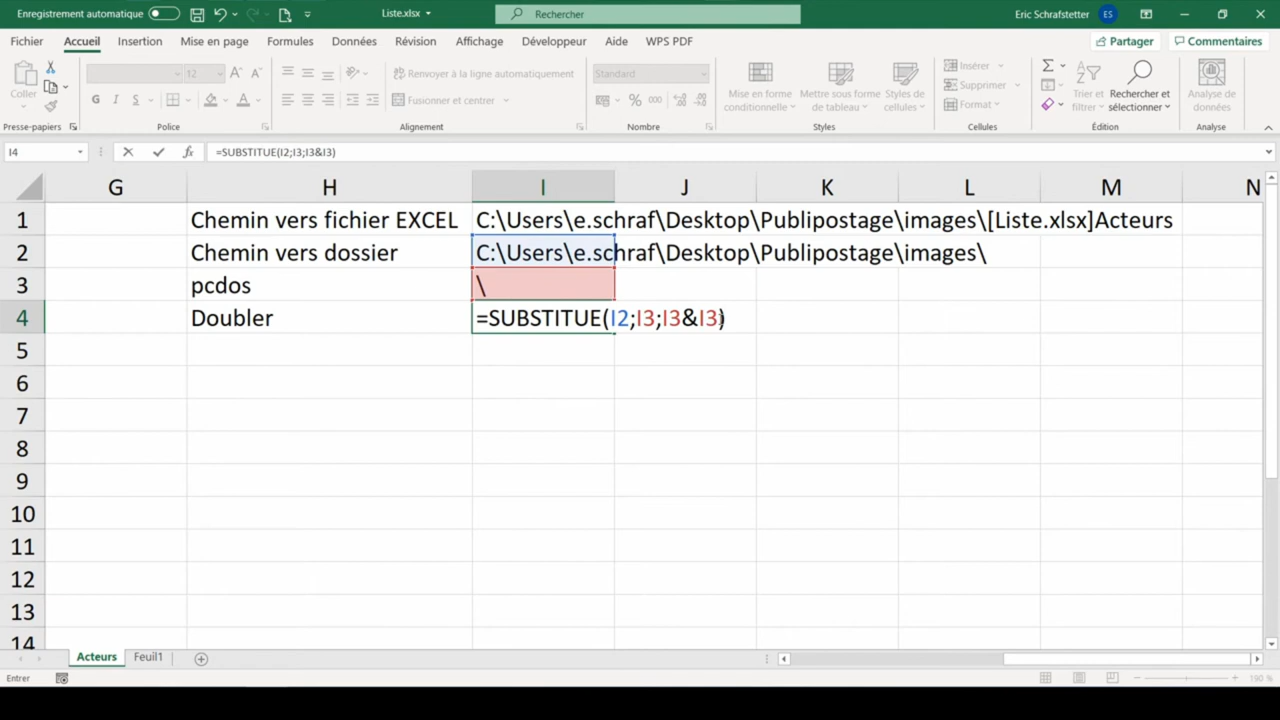 Enregistrement automatique
Liste.xlsx
Rechercher
Eric Schrafstetter
ES
Fichier Accueil Insertion Mise en page Formules Données Révision Affichage Développeur Aide WPS PDF
Partager Commentaires
Coller
12
G I S
Renvoyer à la ligne automatiquement
Fusionner et centrer
Standard
% 000
Mise en forme conditionnelle
Mettre sous forme de tableau
Styles de cellules
Insérer
Supprimer
Format
Trier et filtrer
Rechercher et sélectionner
Analyse de données
Presse-papiers Police Alignement Nombre Styles Cellules Édition Analyse
I4 fx =SUBSTITUE(I2;I3;I3&I3)
G H I J K L M N
1 Chemin vers fichier EXCEL C:\Users\e.schraf\Desktop\Publipostage\images\[Liste.xlsx]Acteurs
2 Chemin vers dossier C:\Users\e.schraf\Desktop\Publipostage\images\
3 pcdos \
4 Doubler =SUBSTITUE(I2;I3;I3&I3)
5
6
7
8
9
10
11
12
13
14
Acteurs Feuil1
Entrer
190 %